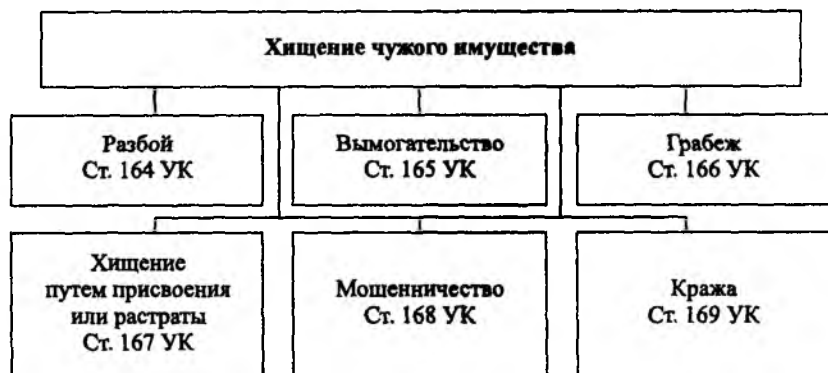 Хищение чужого имущества
Разбой
Ст. 164 УК
Вымогательство
Ст. 165 УК
Грабеж
Ст. 166 УК
Хищение
путем присвоения
или растраты
Ст. 167 УК
Мошенничество
Ст. 168 УК
Кража
Ст. 169 УК